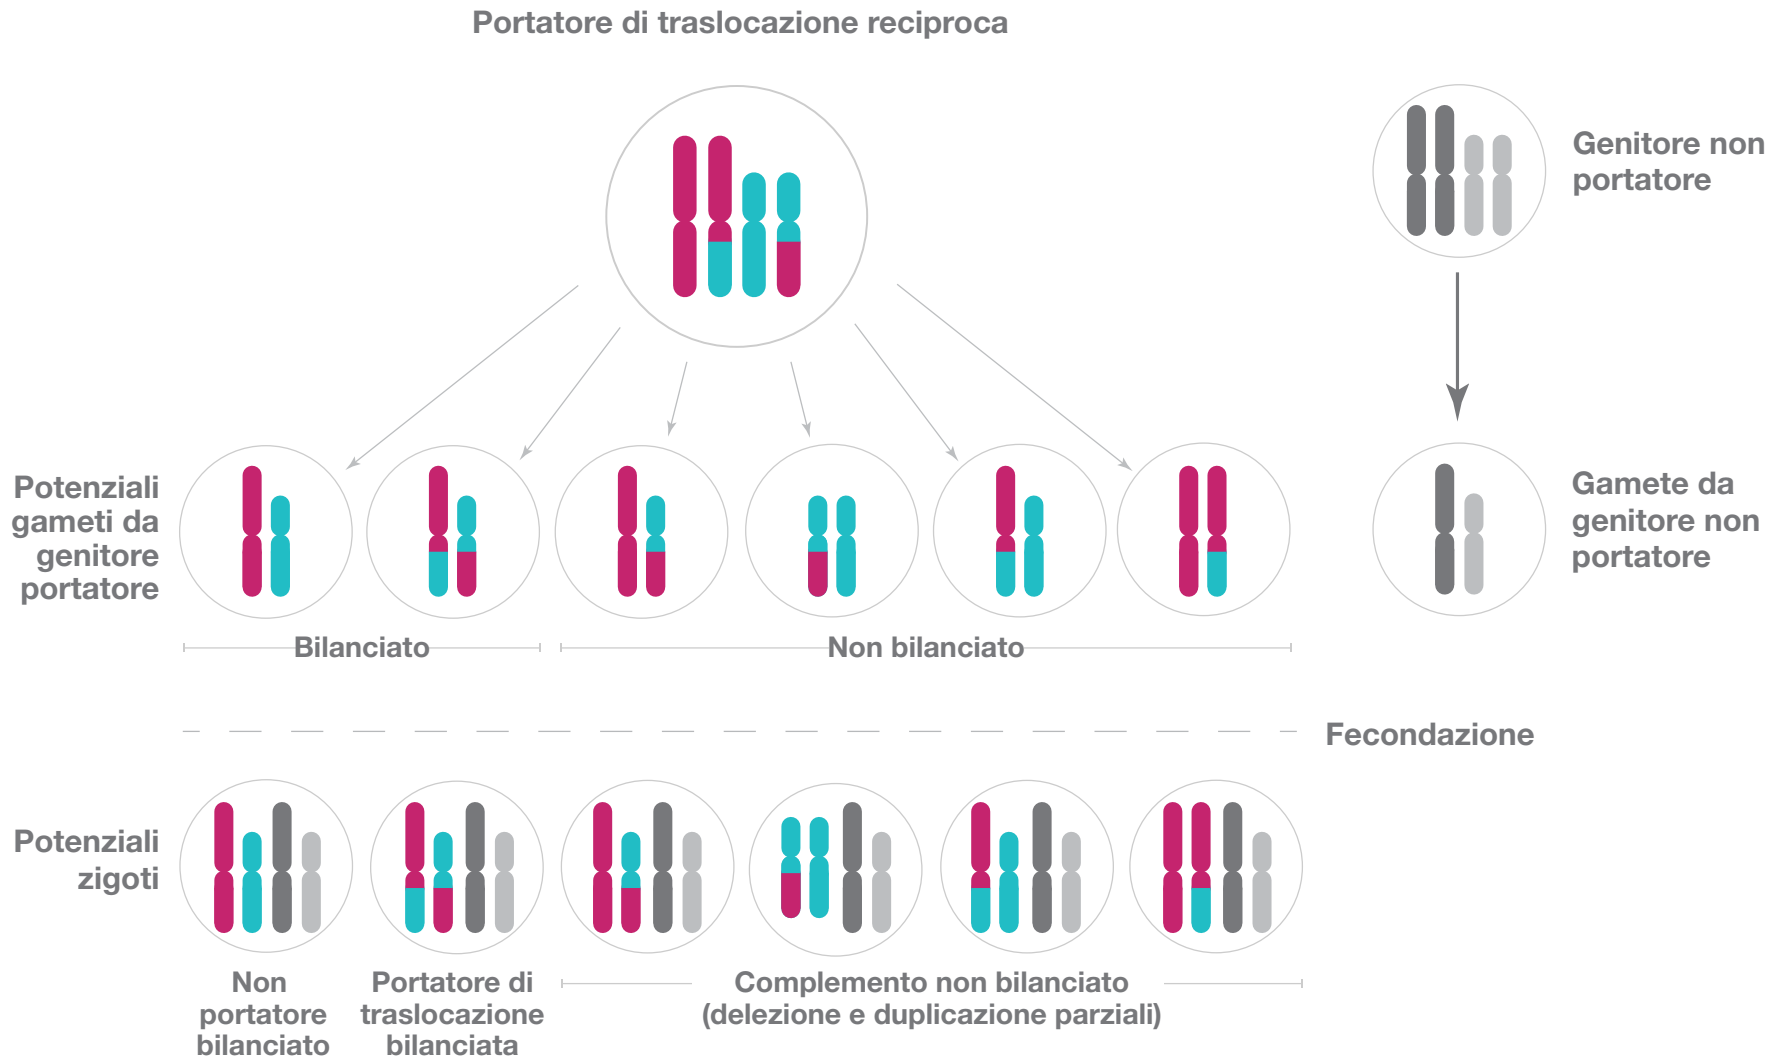 Portatore di traslocazione reciproca
Genitore non
portatore
Potenziali
gameti da
genitore
portatore
Gamete da
genitore non
portatore
Bilanciato
Non bilanciato
Fecondazione
Potenziali
zigoti
Non
portatore
bilanciato
Portatore di
traslocazione
bilanciata
Complemento non bilanciato
(delezione e duplicazione parziali)